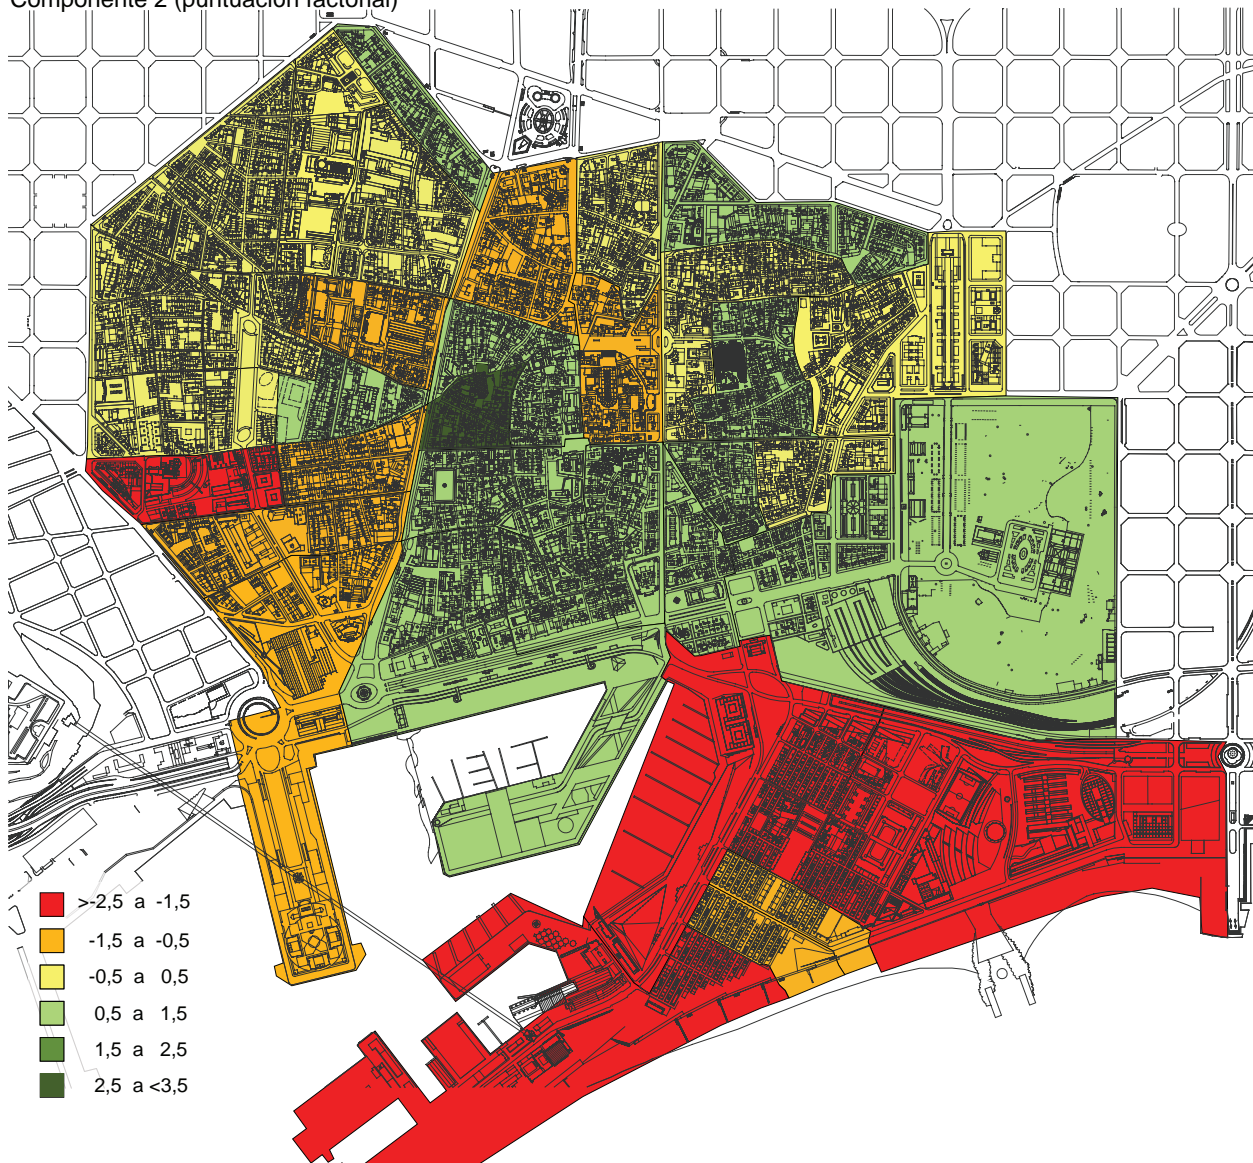 Componente 2 (puntuación factorial)
>-2,5 a -1,5
-1,5 a -0,5
-0,5 a 0,5
0,5 a 1,5
1,5 a 2,5
2,5 a <3,5